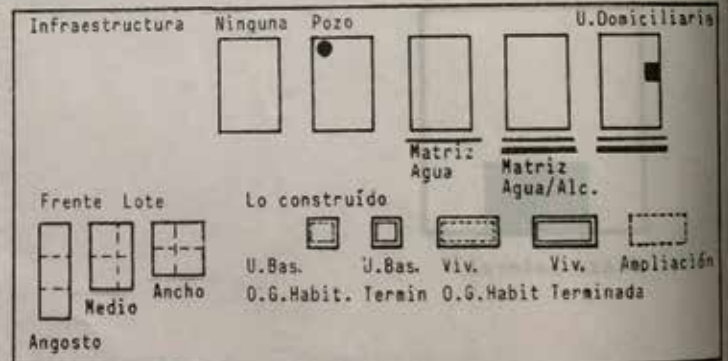 Infraestructura Ninguna Pozo U.Domiciliaria
Matriz
Agua
Matriz
Agua/Alc.
Frente Lote
Angosto
Medio
Ancho
Lo construído
U.Bas. U.Bas. Viv. Viv. Ampliación
O.G.Habit. Termin O.G.Habit Terminada